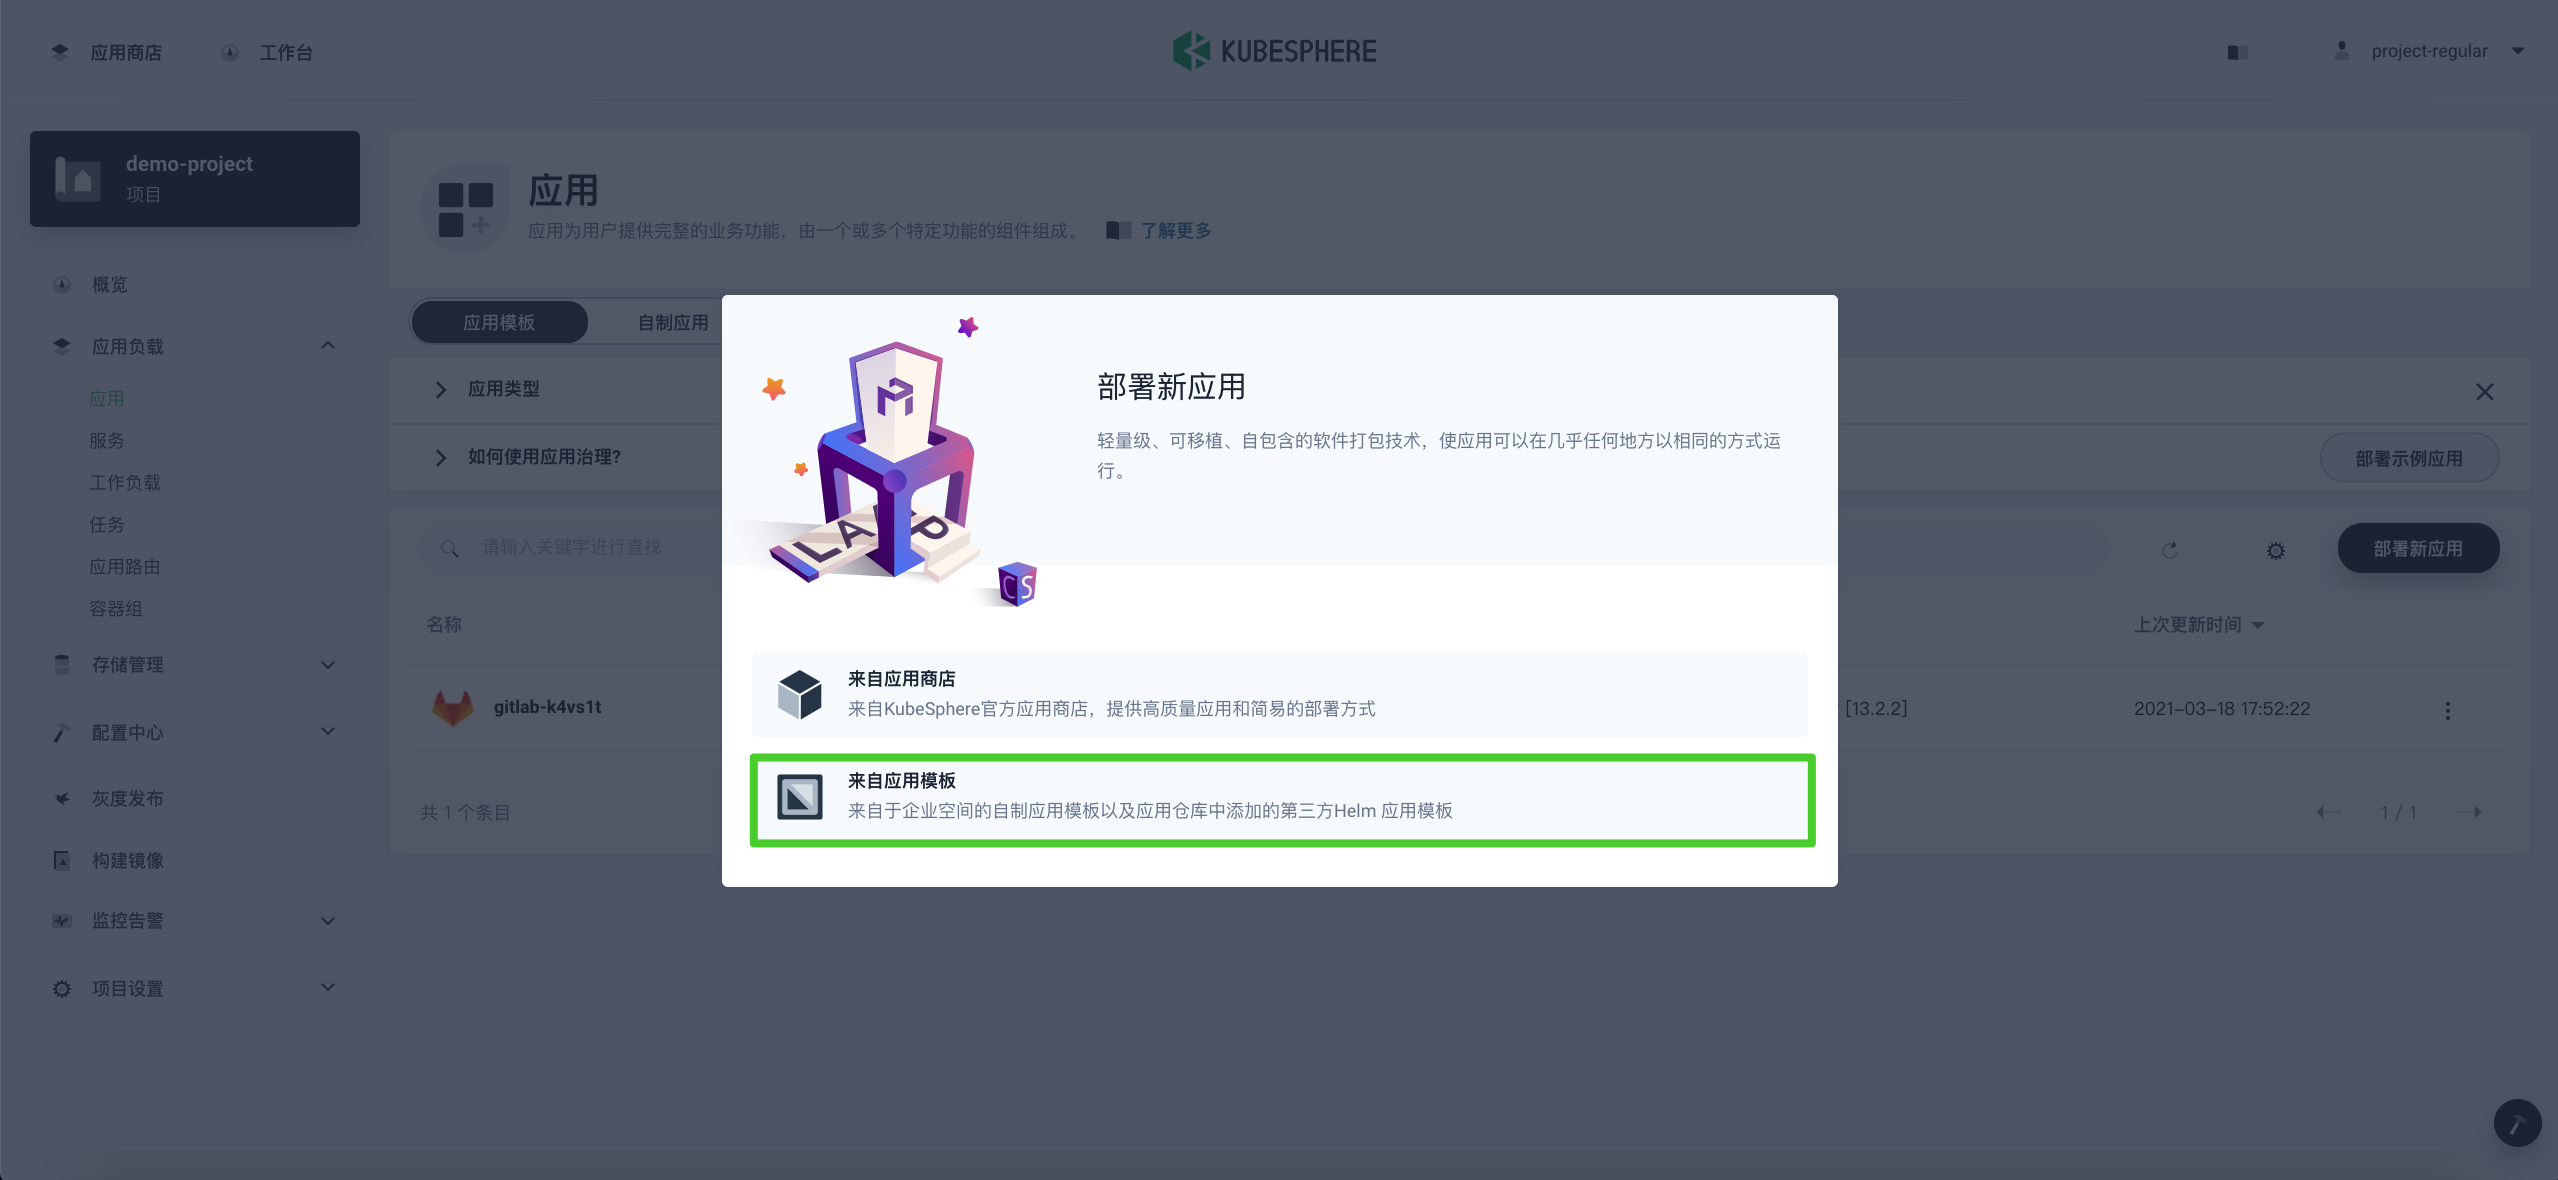 应用商店
工作台
KUBESPHERE
project-regular
demo-project
项目
概览
应用负载
应用
服务
工作负载
任务
应用路由
容器组
存储管理
配置中心
灰度发布
构建镜像
监控告警
项目设置
应用
应用为用户提供完整的业务功能，由一个或多个特定功能的组件组成。 了解更多
应用模板 自制应用
应用类型
如何使用应用治理?
部署示例应用
请输入关键字进行查找
部署新应用
名称
上次更新时间
gitlab-k4vs1t
[13.2.2]
2021-03-18 17:52:22
共 1 个条目
1 / 1
部署新应用
轻量级、可移植、自包含的软件打包技术，使应用可以在几乎任何地方以相同的方式运
行。
CS
来自应用商店
来自KubeSphere官方应用商店，提供高质量应用和简易的部署方式
来自应用模板
来自于企业空间的自制应用模板以及应用仓库中添加的第三方Helm 应用模板